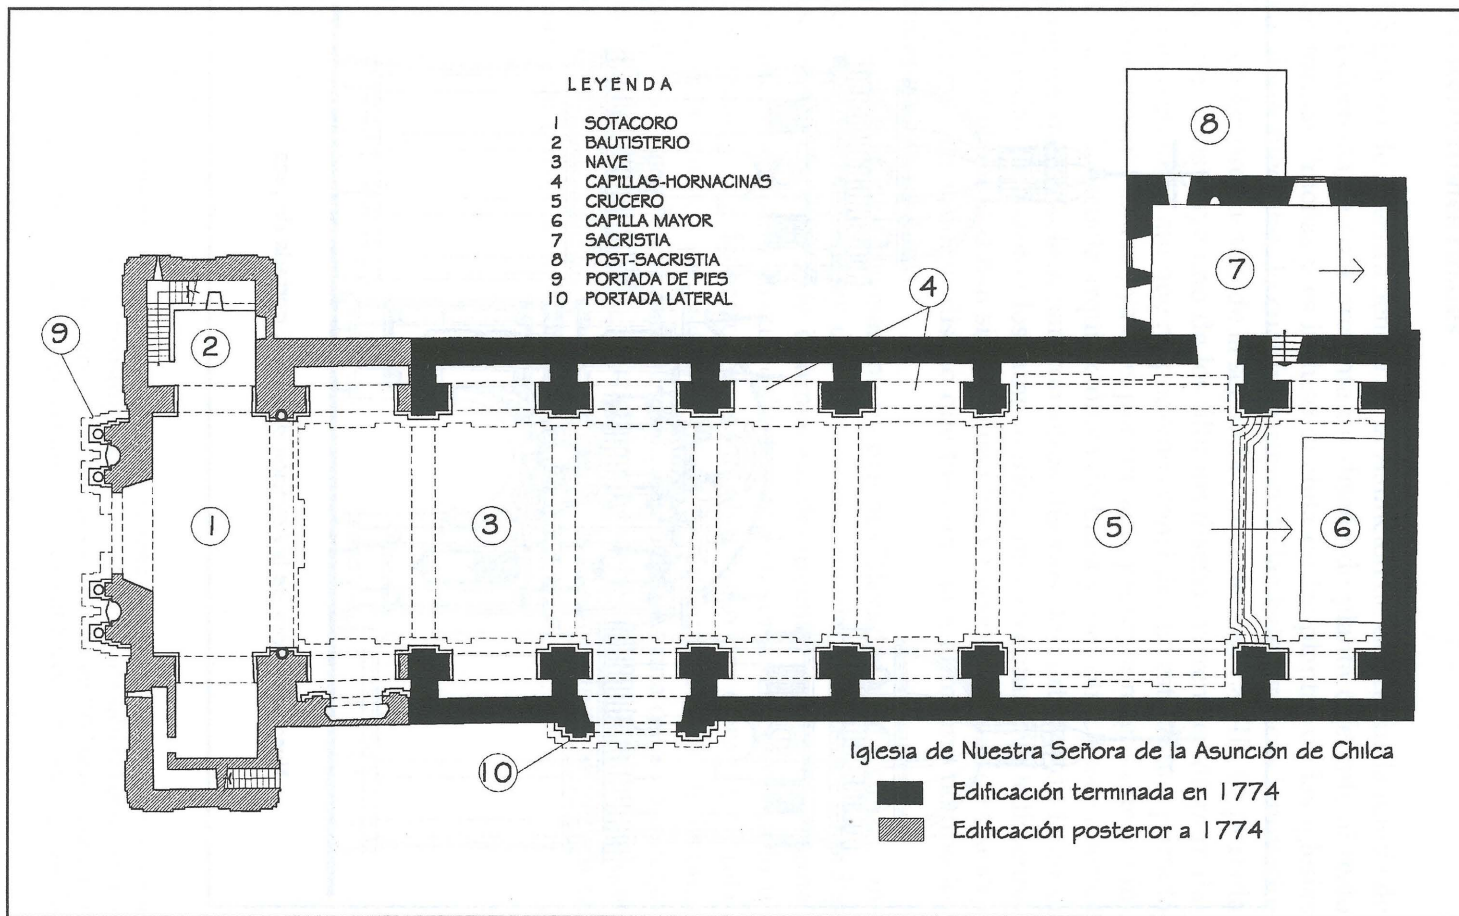 LEYENDA
1 SOTACORO
2 BAUTISTERIO
3 NAVE
4 CAPILLAS-HORNACINAS
5 CRUCERO
6 CAPILLA MAYOR
7 SACRISTIA
8 POST-SACRISTIA
9 PORTADA DE PIES
10 PORTADA LATERAL
8
7
4
9
2
1
3
5
6
10
Iglesia de Nuestra Señora de la Asunción de Chilca
Edificación terminada en 1774
Edificación posterior a 1774